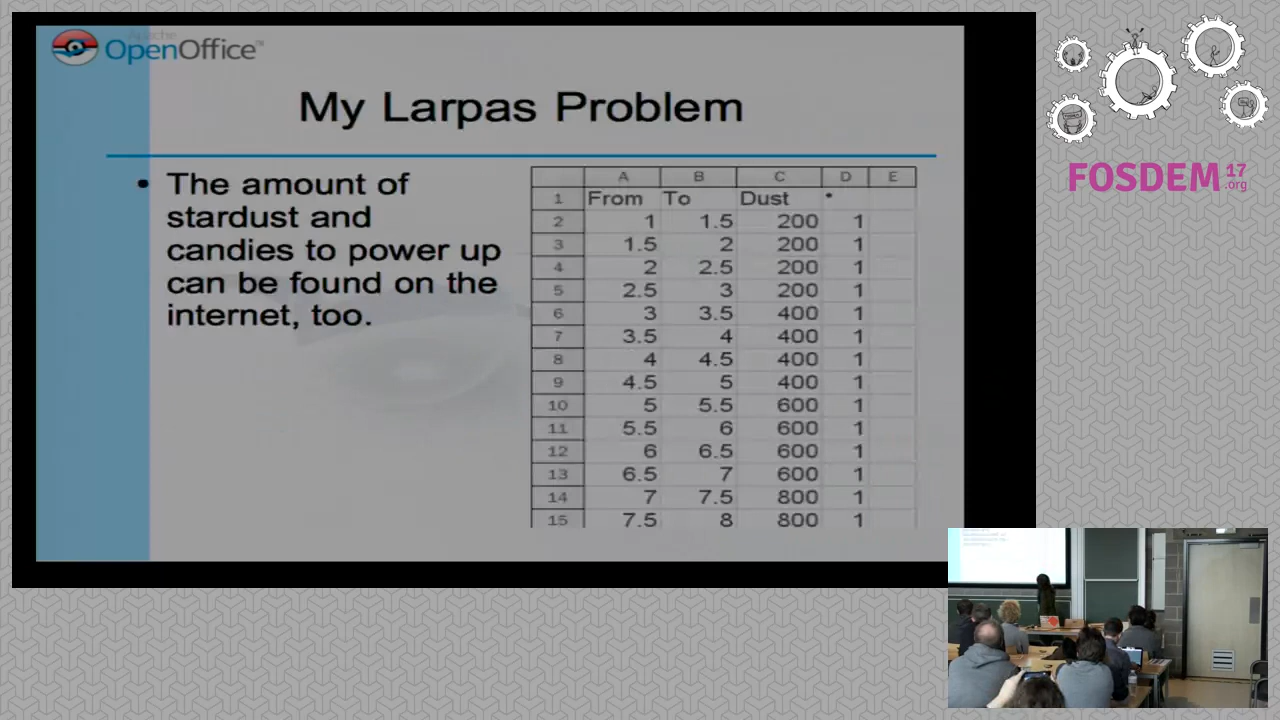 Apache
OpenOffice™
My Larpas Problem
• The amount of
stardust and
candies to power up
can be found on the
internet, too.
A B C D E
1 From To Dust *
2 1 1.5 200 1
3 1.5 2 200 1
4 2 2.5 200 1
5 2.5 3 200 1
6 3 3.5 400 1
7 3.5 4 400 1
8 4 4.5 400 1
9 4.5 5 400 1
10 5 5.5 600 1
11 5.5 6 600 1
12 6 6.5 600 1
13 6.5 7 600 1
14 7 7.5 800 1
15 7.5 8 800 1
FOSDEM 17
.org